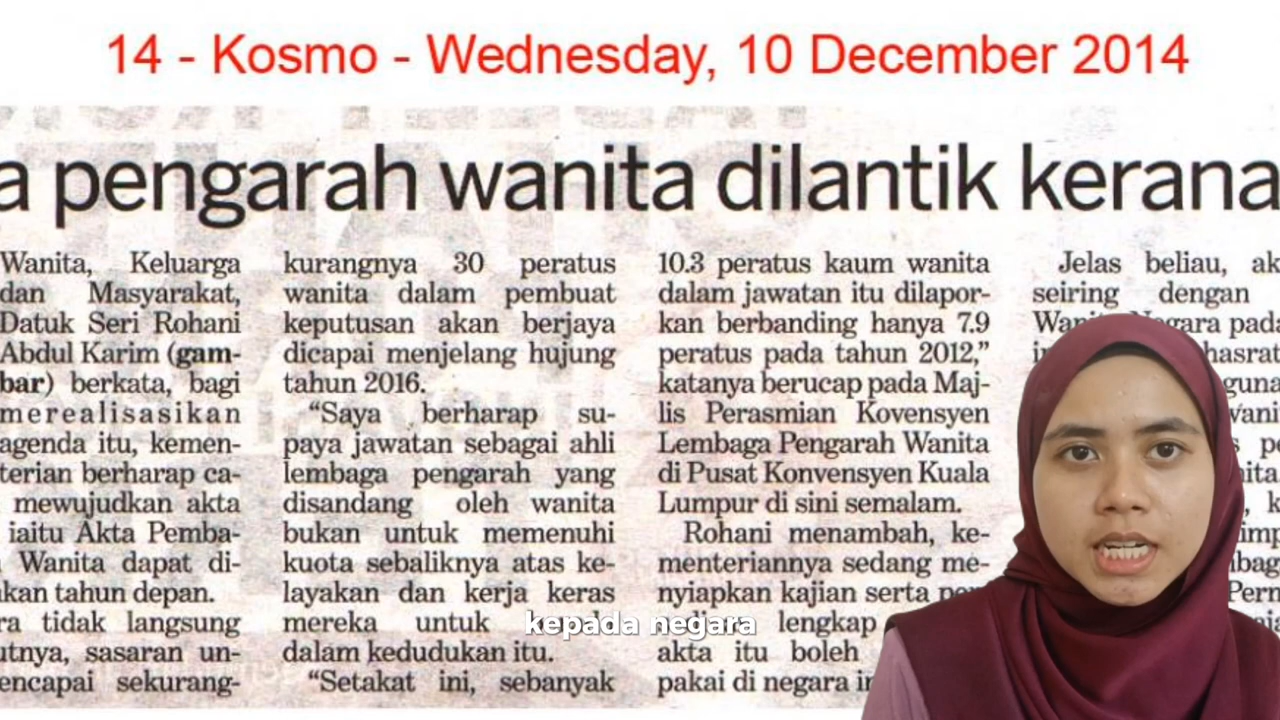 14 - Kosmo - Wednesday, 10 December 2014
a pengarah wanita dilantik kerana
Wanita, Keluarga
dan Masyarakat,
Datuk Seri Rohani
Abdul Karim (gam-
bar) berkata, bagi
merealisasikan
agenda itu, kemen-
terian berharap ca-
mewujudkan akta
iaitu Akta Pemba-
Wanita dapat di-
kan tahun depan.
ra tidak langsung
utnya, sasaran un-
encapai sekurang-
kurangnya 30 peratus
wanita dalam pembuat
keputusan akan berjaya
dicapai menjelang hujung
tahun 2016.
“Saya berharap su-
paya jawatan sebagai ahli
lembaga pengarah yang
disandang oleh wanita
bukan untuk memenuhi
kuota sebaliknya atas ke-
layakan dan kerja keras
mereka untuk
dalam kedudukan itu.
“Setakat ini, sebanyak
10.3 peratus kaum wanita
dalam jawatan itu dilapor-
kan berbanding hanya 7.9
peratus pada tahun 2012,”
katanya berucap pada Maj-
lis Perasmian Kovensyen
Lembaga Pengarah Wanita
di Pusat Konvensyen Kuala
Lumpur di sini semalam.
Rohani menambah, ke-
menteriannya sedang me-
nyiapkan kajian serta
lengkap
akta itu boleh
pakai di negara
Jelas beliau, ak
seiring dengan
Negara pada
hasrat
kepada negara